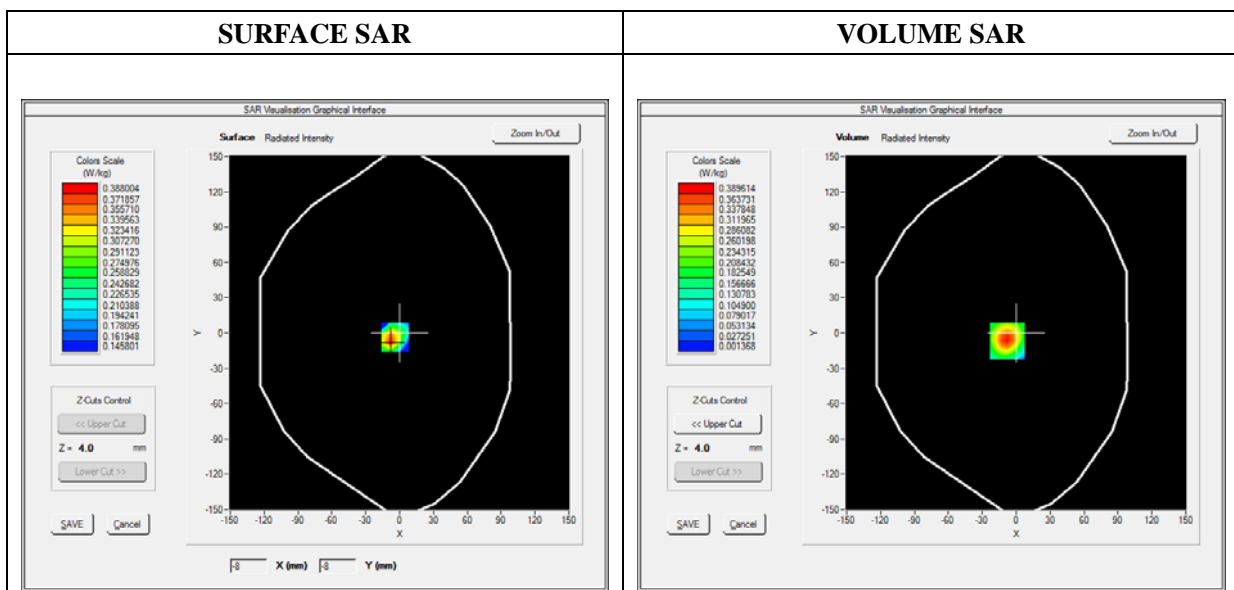 SURFACE SAR
VOLUME SAR
SAR Visualisation Graphical Interface
Surface Radiated Intensity
Zoom In/Out
Colors Scale
(W/kg)
0.388004
0.371857
0.355710
0.339563
0.323416
0.307270
0.291123
0.274976
0.258829
0.242682
0.226535
0.210388
0.194241
0.178095
0.161948
0.145801
150
120
90
60
30
0
-30
-60
-90
-120
-150
Y
-150 -120 -90 -60 -30 0 30 60 90 120 150
X
Z-Cuts Control
<< Upper Cut
Z = 4.0 mm
Lower Cut >>
SAVE Cancel
-8 X (mm) -8 Y (mm)
SAR Visualisation Graphical Interface
Volume Radiated Intensity
Zoom In/Out
Colors Scale
(W/kg)
0.389614
0.363731
0.337848
0.311965
0.286082
0.260198
0.234315
0.208432
0.182549
0.156666
0.130783
0.104900
0.079017
0.053134
0.027251
0.001368
150
120
90
60
30
0
-30
-60
-90
-120
-150
Y
-150 -120 -90 -60 -30 0 30 60 90 120 150
X
Z-Cuts Control
<< Upper Cut
Z = 4.0 mm
Lower Cut >>
SAVE Cancel